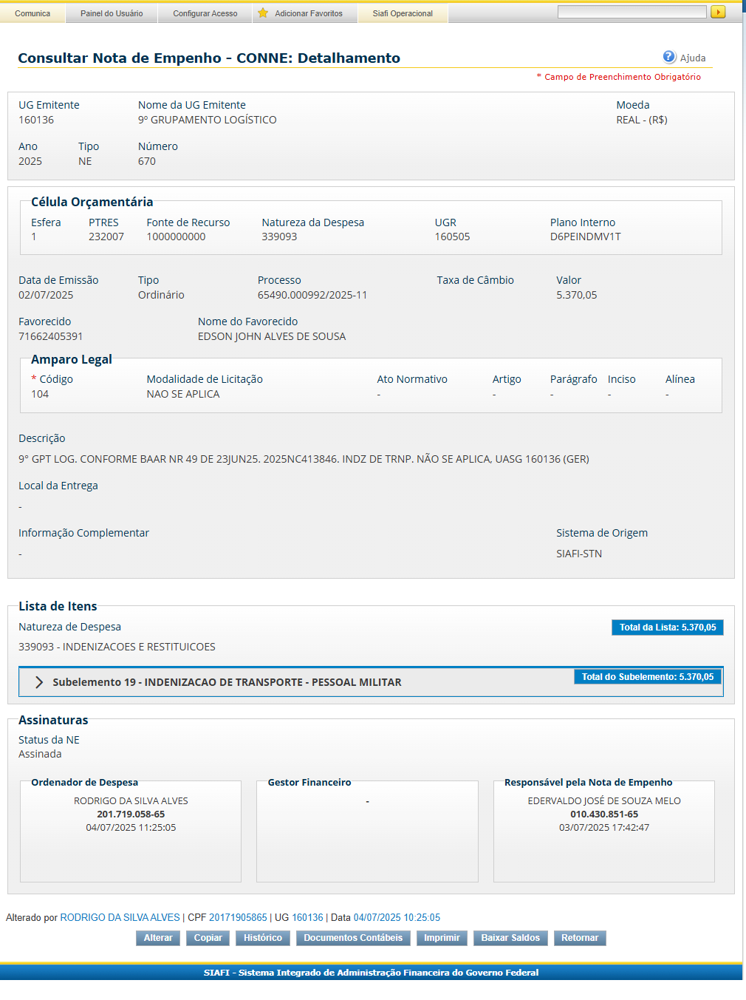 Comunica Painel do Usuário Configurar Acesso Adicionar Favoritos Siafi Operacional
Consultar Nota de Empenho - CONNE: Detalhamento
Ajuda
* Campo de Preenchimento Obrigatório
UG Emitente Nome da UG Emitente Moeda
160136 9º GRUPAMENTO LOGÍSTICO REAL - (R$)
Ano Tipo Número
2025 NE 670
Célula Orçamentária
Esfera PTRES Fonte de Recurso Natureza da Despesa UGR Plano Interno
1 232007 1000000000 339093 160505 D6PEINDMV1T
Data de Emissão Tipo Processo Taxa de Câmbio Valor
02/07/2025 Ordinário 65490.000992/2025-11 5.370,05
Favorecido Nome do Favorecido
71662405391 EDSON JOHN ALVES DE SOUSA
Amparo Legal
* Código Modalidade de Licitação Ato Normativo Artigo Parágrafo Inciso Alínea
104 NAO SE APLICA - - - - -
Descrição
9° GPT LOG. CONFORME BAAR NR 49 DE 23JUN25. 2025NC413846. INDZ DE TRNP. NÃO SE APLICA, UASG 160136 (GER)
Local da Entrega
-
Informação Complementar Sistema de Origem
- SIAFI-STN
Lista de Itens
Natureza de Despesa Total da Lista: 5.370,05
339093 - INDENIZACOES E RESTITUICOES
Subelemento 19 - INDENIZACAO DE TRANSPORTE - PESSOAL MILITAR Total do Subelemento: 5.370,05
Assinaturas
Status da NE
Assinada
Ordenador de Despesa Gestor Financeiro Responsável pela Nota de Empenho
RODRIGO DA SILVA ALVES - EDERVALDO JOSÉ DE SOUZA MELO
201.719.058-65 010.430.851-65
04/07/2025 11:25:05 03/07/2025 17:42:47
Alterado por RODRIGO DA SILVA ALVES | CPF 20171905865 | UG 160136 | Data 04/07/2025 10:25:05
Alterar Copiar Histórico Documentos Contábeis Imprimir Baixar Saldos Retornar
SIAFI - Sistema Integrado de Administração Financeira do Governo Federal